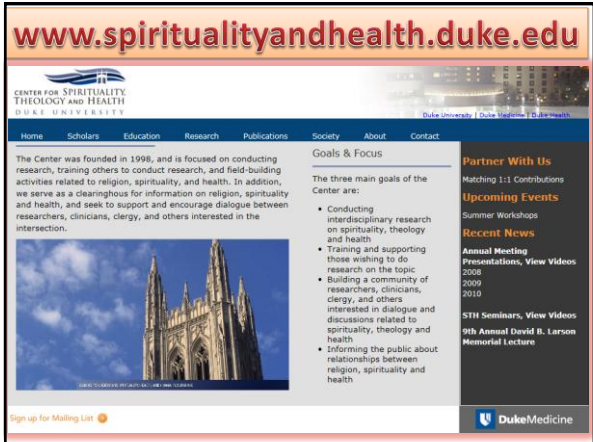 www.spiritualityandhealth.duke.edu
CENTER FOR SPIRITUALITY,
THEOLOGY AND HEALTH
DUKE UNIVERSITY
Duke University | Duke Medicine | Duke Health
Home Scholars Education Research Publications Society About Contact
The Center was founded in 1998, and is focused on conducting
research, training others to conduct research, and field-building
activities related to religion, spirituality, and health. In addition,
we serve as a clearinghouse for information on religion, spirituality
and health, and seek to support and encourage dialogue between
researchers, clinicians, clergy, and others interested in the
intersection.
Goals & Focus
The three main goals of the
Center are:
• Conducting
interdisciplinary research
on spirituality, theology
and health
• Training and supporting
those wishing to do
research on the topic
• Building a community of
researchers, clinicians,
clergy, and others
interested in dialogue and
discussions related to
spirituality, theology and
health
• Informing the public about
relationships between
religion, spirituality and
health
Partner With Us
Matching 1:1 Contributions
Upcoming Events
Summer Workshops
Recent News
Annual Meeting
Presentations, View Videos
2008
2009
2010
STH Seminars, View Videos
9th Annual David B. Larson
Memorial Lecture
Sign up for Mailing List
DukeMedicine